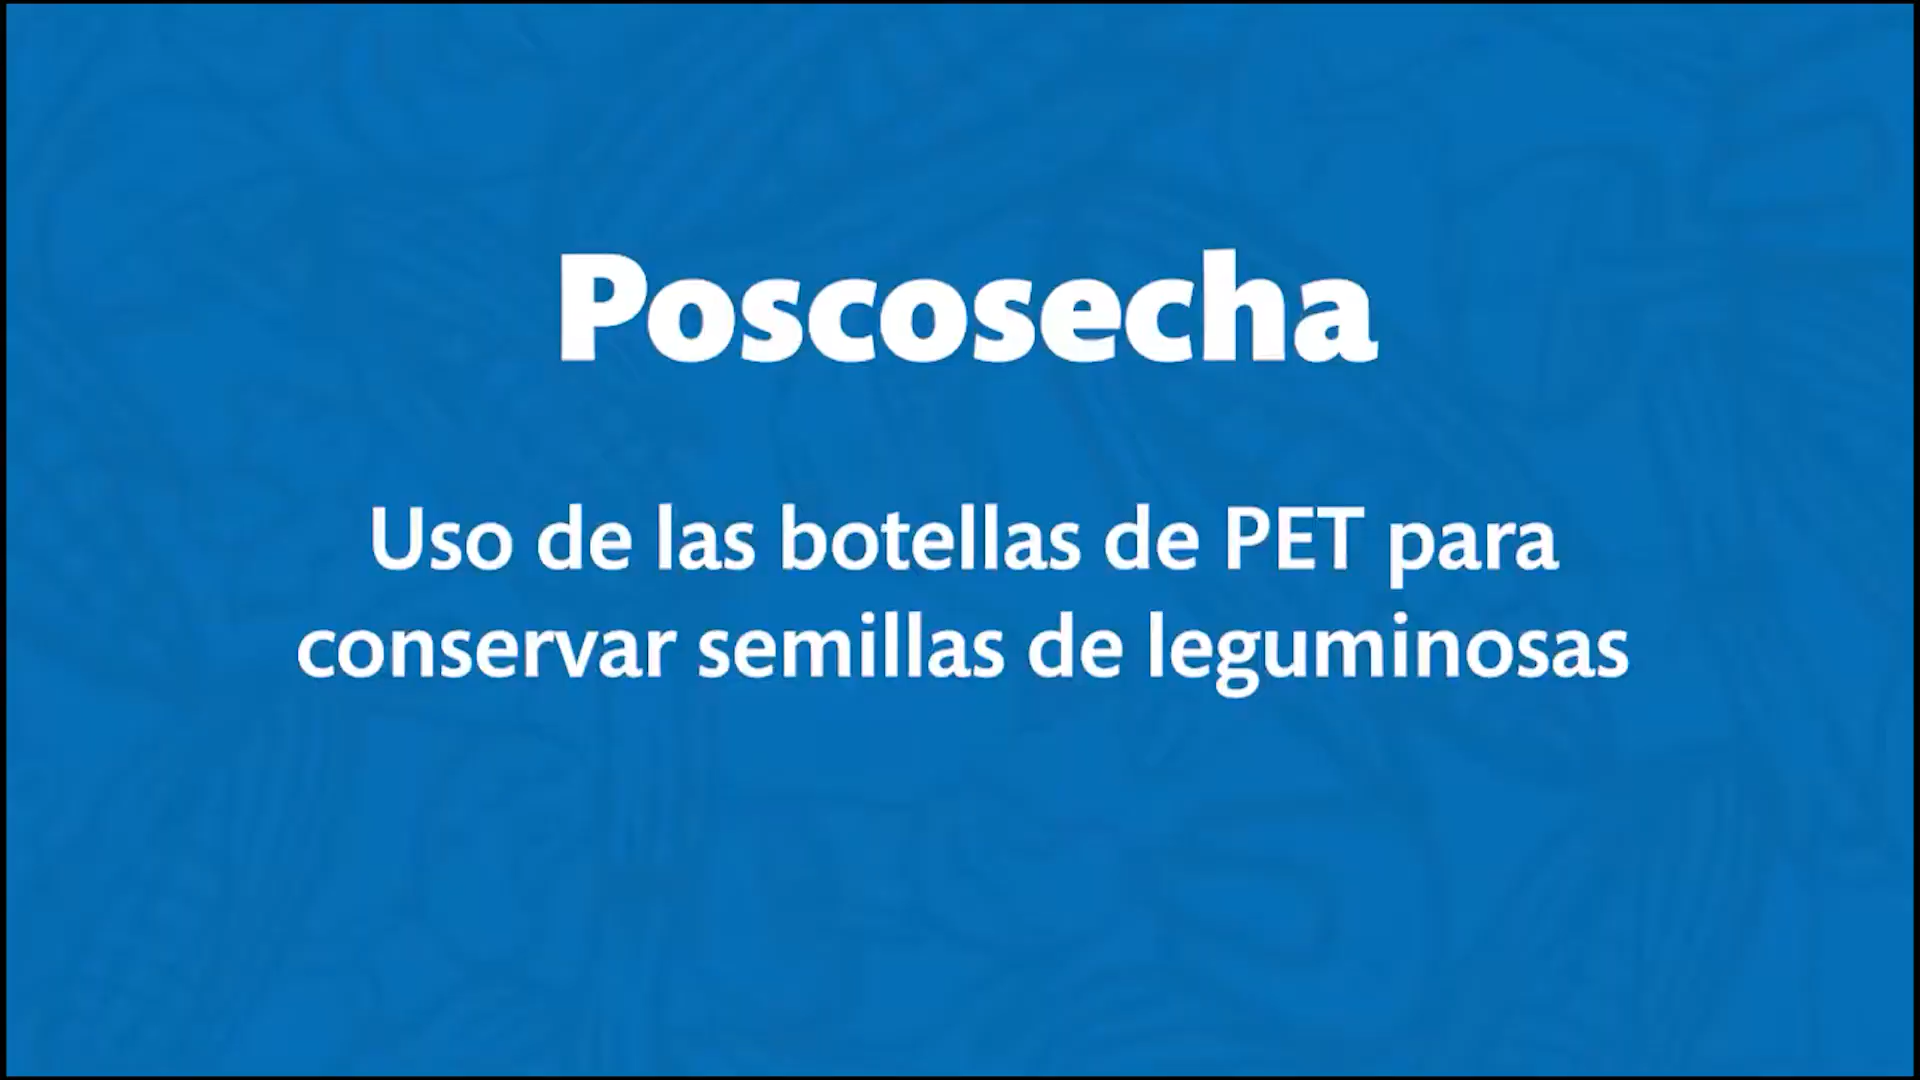 Poscosecha
Uso de las botellas de PET para
conservar semillas de leguminosas